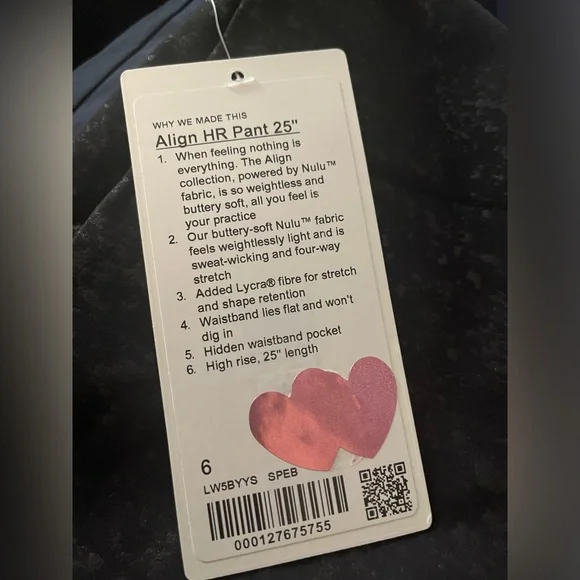 WHY WE MADE THIS
Align HR Pant 25"
1. When feeling nothing is
everything. The Align
collection, powered by Nulu™
fabric, is so weightless and
buttery soft, all you feel is
your practice
2. Our buttery-soft Nulu™ fabric
feels weightlessly light and is
sweat-wicking and four-way
stretch
3. Added Lycra® fibre for stretch
and shape retention
4. Waistband lies flat and won't
dig in
5. Hidden waistband pocket
6. High rise, 25" length
6
LW5BYYS SPEB
000127675755